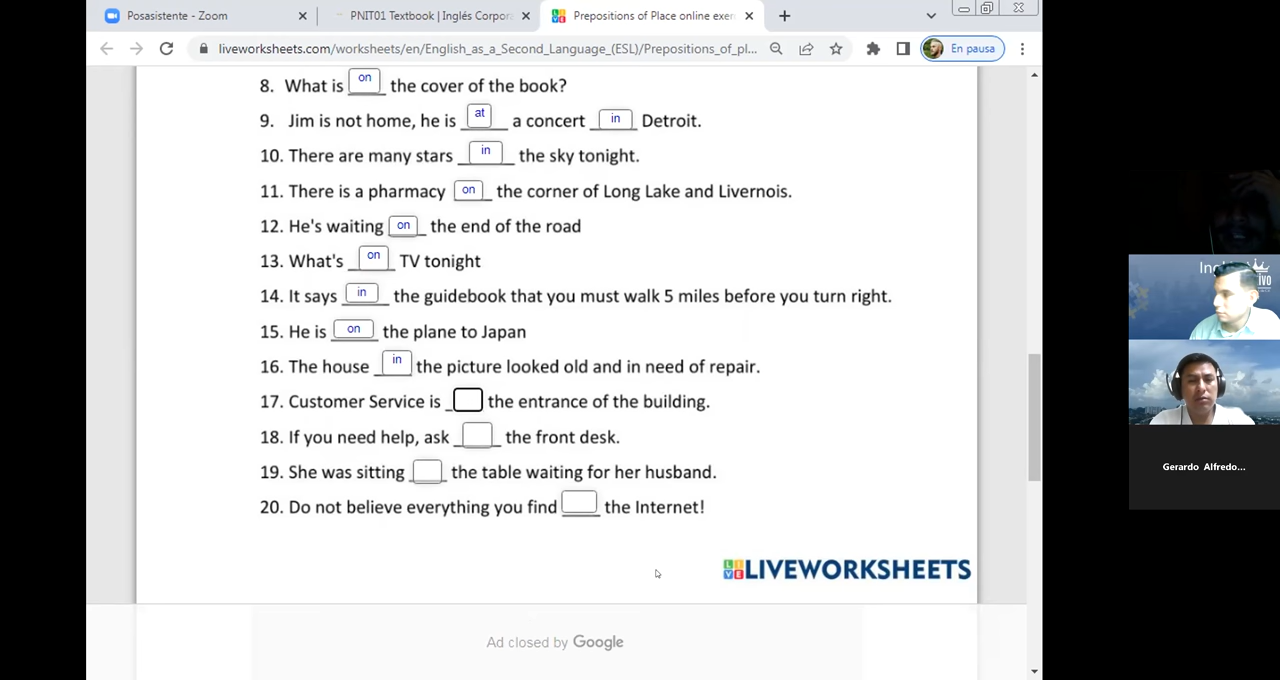 Posasistente - Zoom
PNIT01 Textbook | Inglés Corpora
Prepositions of Place online exer
liveworksheets.com/worksheets/en/English_as_a_Second_Language_(ESL)/Prepositions_of_pl...
En pausa
8. What is on the cover of the book?
9. Jim is not home, he is at a concert in Detroit.
10. There are many stars in the sky tonight.
11. There is a pharmacy on the corner of Long Lake and Livernois.
12. He's waiting on the end of the road
13. What's on TV tonight
14. It says in the guidebook that you must walk 5 miles before you turn right.
15. He is on the plane to Japan
16. The house in the picture looked old and in need of repair.
17. Customer Service is _ the entrance of the building.
18. If you need help, ask __ the front desk.
19. She was sitting __ the table waiting for her husband.
20. Do not believe everything you find __ the Internet!
LIVE LIVEWORKSHEETS
Ad closed by Google
Gerardo Alfredo...